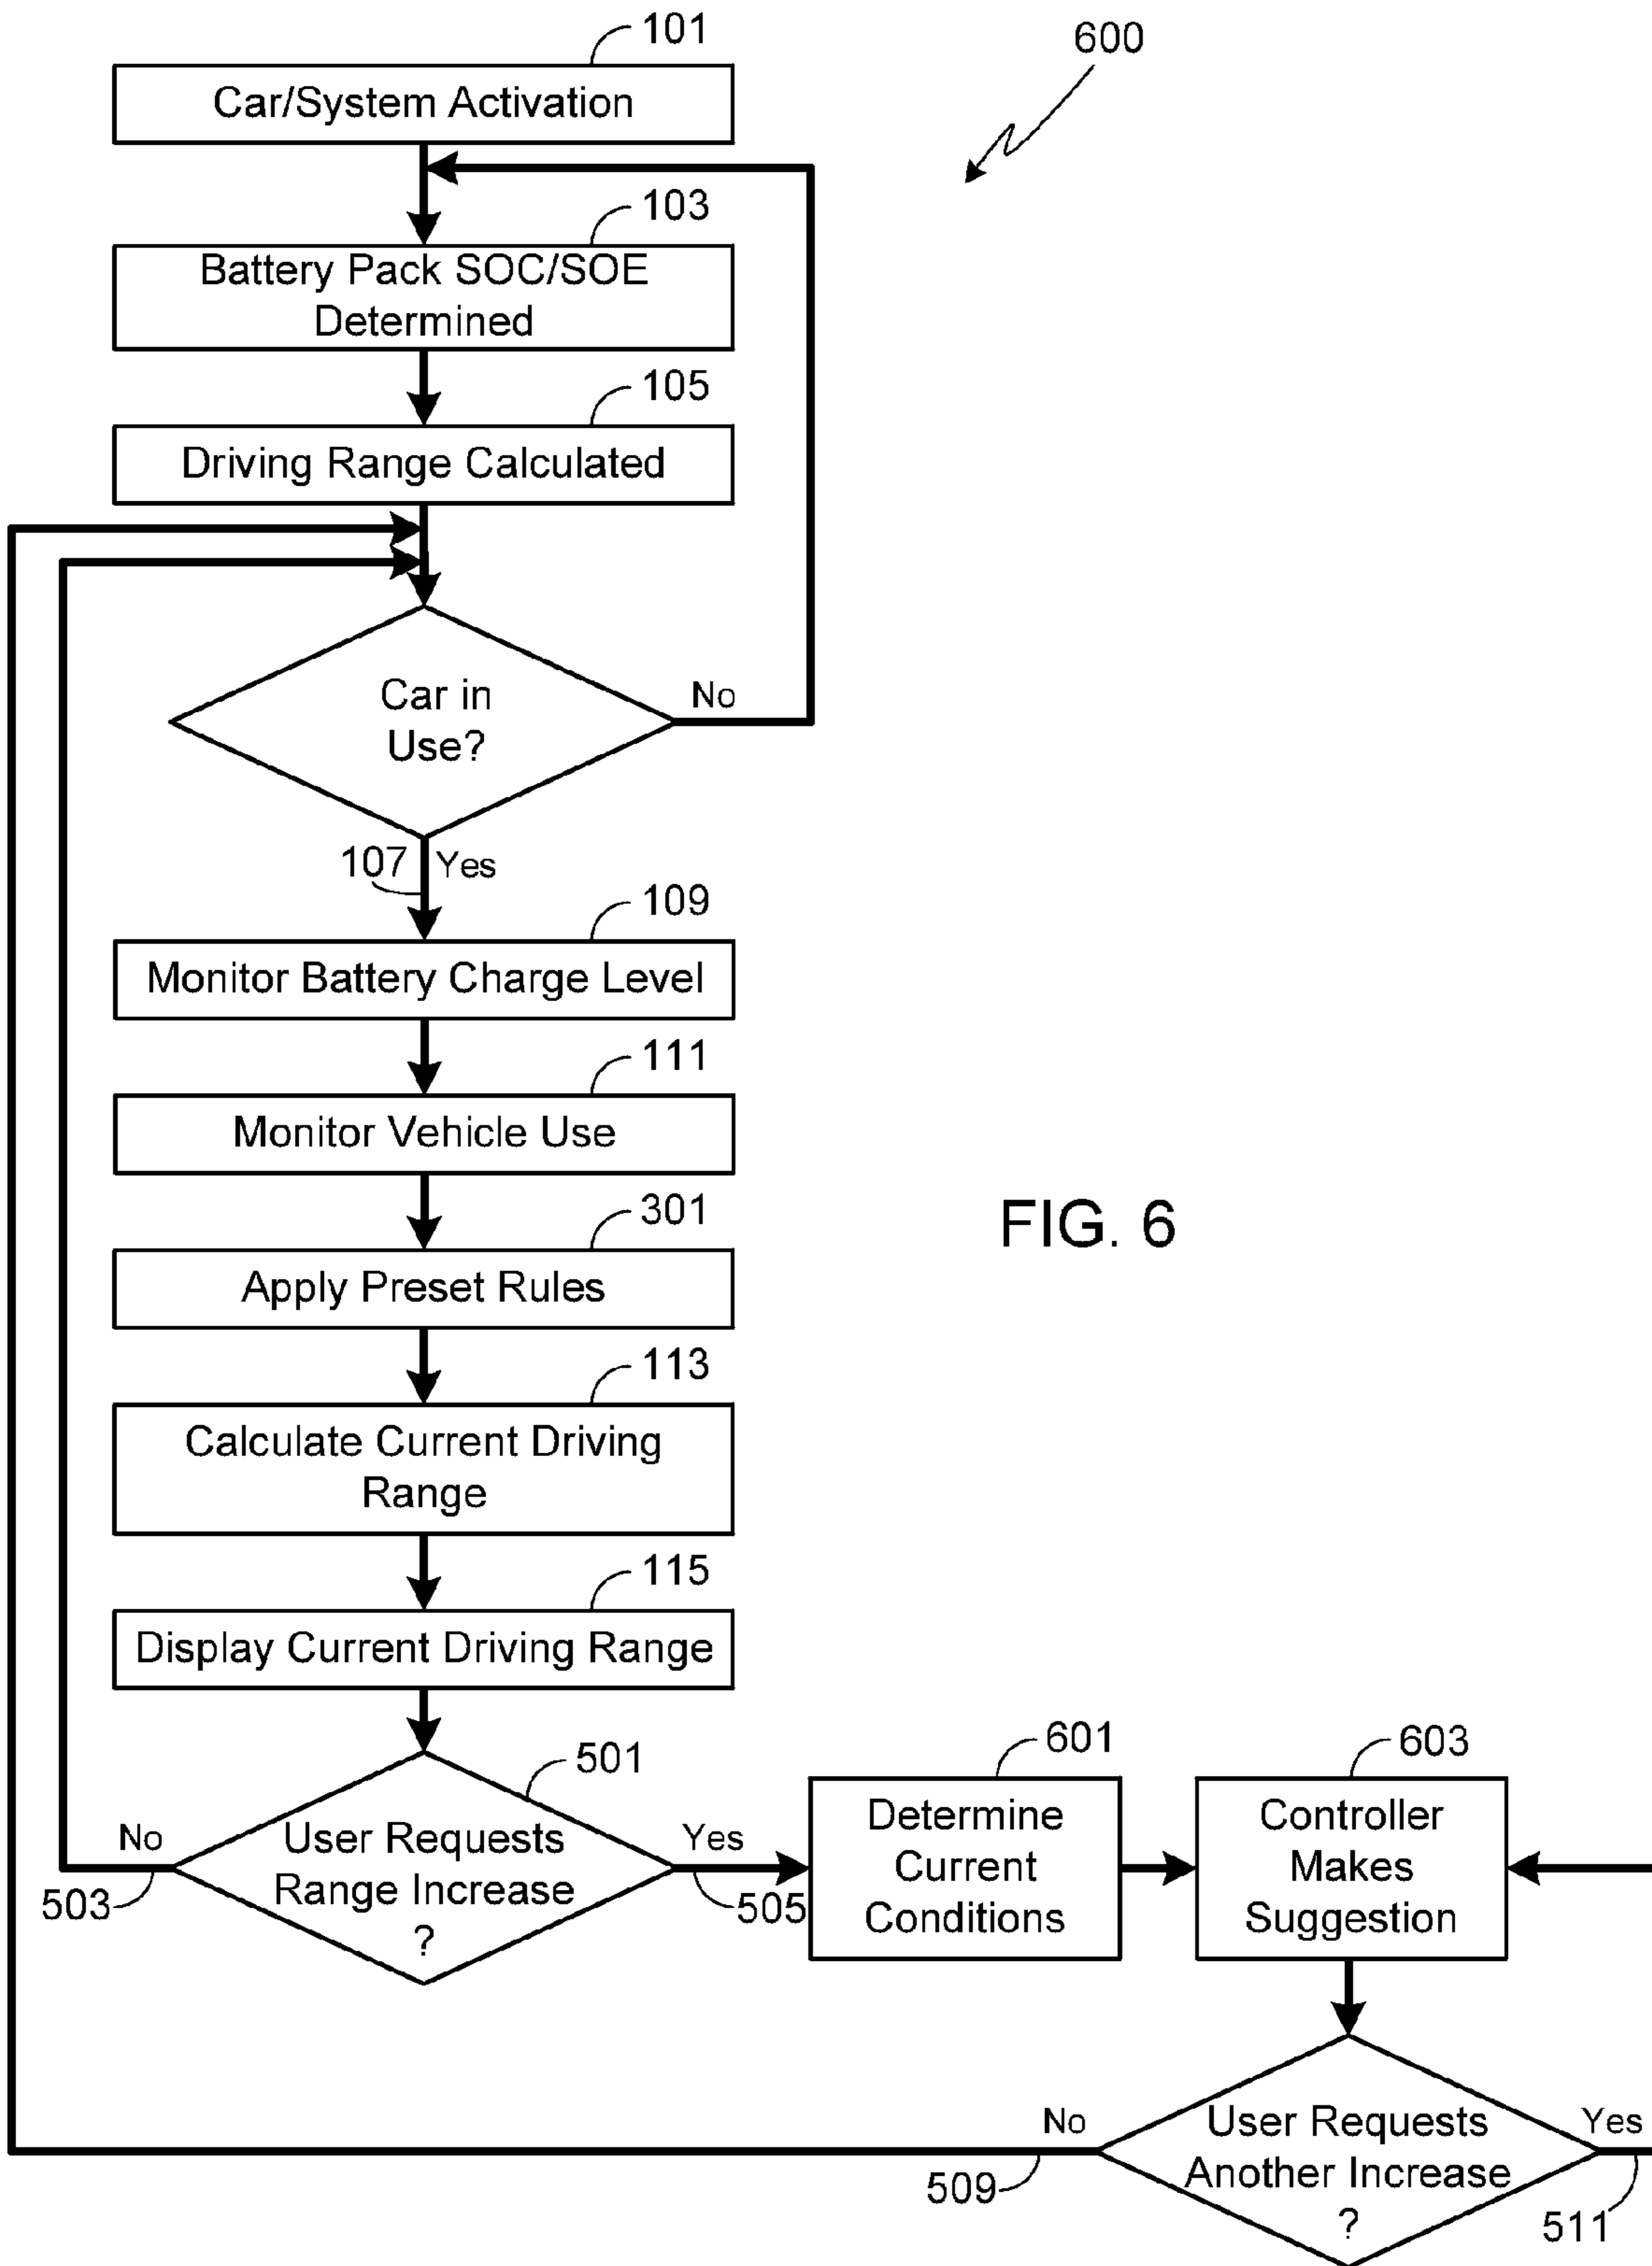 101
600
Car/System Activation
103
Battery Pack SOC/SOE
Determined
105
Driving Range Calculated
Car in
Use?
No
107
Yes
109
Monitor Battery Charge Level
111
Monitor Vehicle Use
301
FIG. 6
Apply Preset Rules
113
Calculate Current Driving
Range
115
Display Current Driving Range
501
User Requests
Range Increase
?
No
503
Yes
505
601
Determine
Current
Conditions
603
Controller
Makes
Suggestion
User Requests
Another Increase
?
No
509
Yes
511